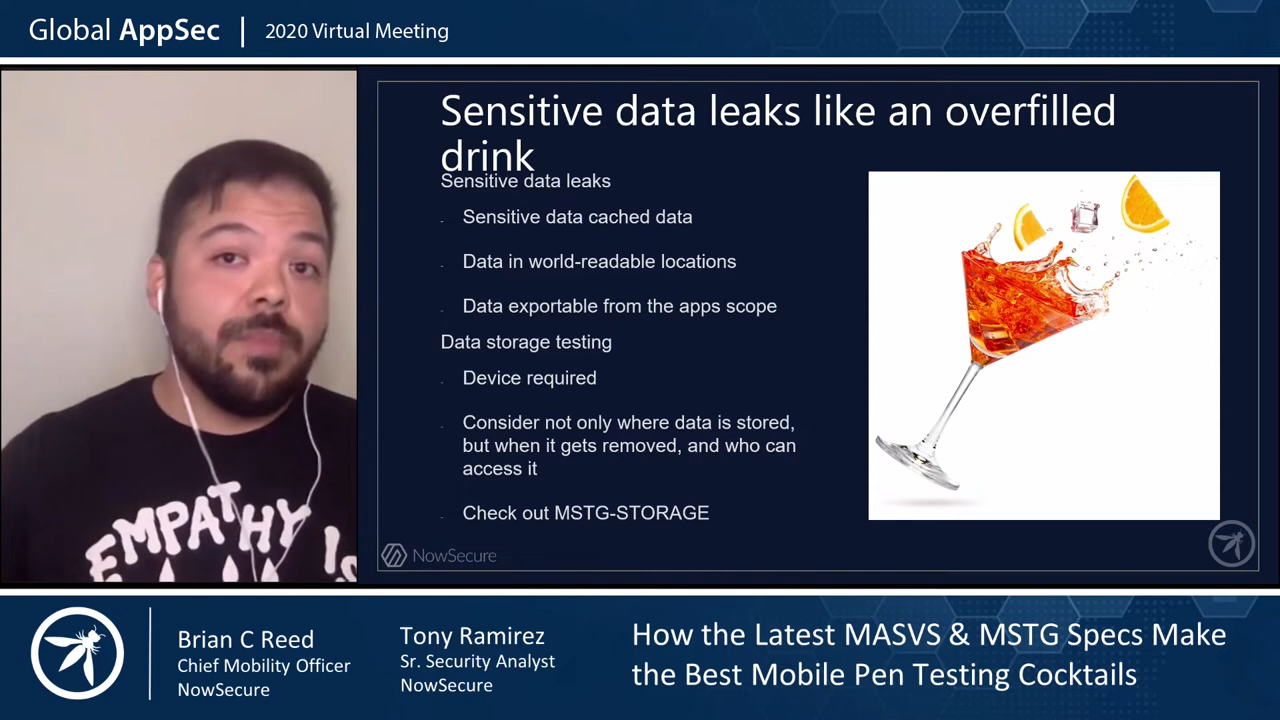 Global AppSec | 2020 Virtual Meeting
Sensitive data leaks like an overfilled
drink
Sensitive data leaks
- Sensitive data cached data
- Data in world-readable locations
- Data exportable from the apps scope
Data storage testing
- Device required
- Consider not only where data is stored,
but when it gets removed, and who can
access it
- Check out MSTG-STORAGE
NowSecure
EMPATHY IS
Brian C Reed
Chief Mobility Officer
NowSecure
Tony Ramirez
Sr. Security Analyst
NowSecure
How the Latest MASVS & MSTG Specs Make
the Best Mobile Pen Testing Cocktails